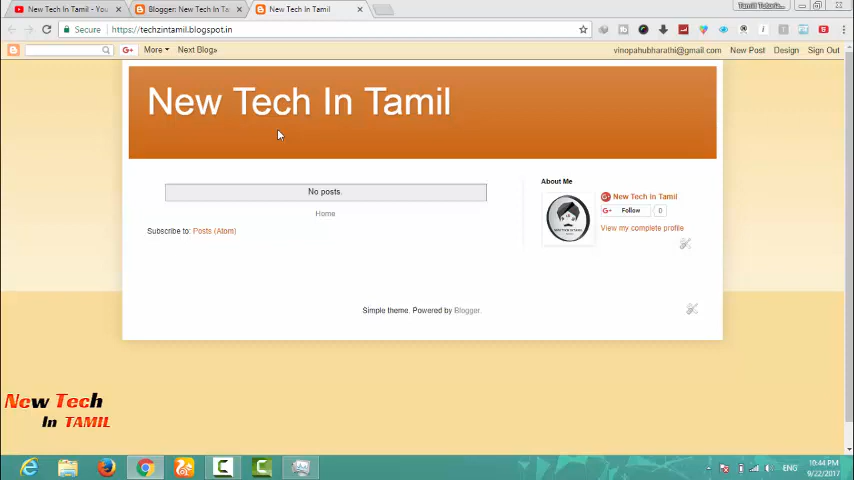 New Tech In Tamil - You
Blogger: New Tech In Ta
New Tech In Tamil
Tamil Tutoria...
Secure
https://techzintamil.blogspot.in
More
Next Blog»
vinopahubharathi@gmail.com
New Post
Design
Sign Out
New Tech In Tamil
No posts.
Home
Subscribe to: Posts (Atom)
About Me
New Tech In Tamil
Follow
0
View my complete profile
Simple theme. Powered by Blogger.
New Tech
In TAMIL
ENG
10:44 PM
9/22/2017